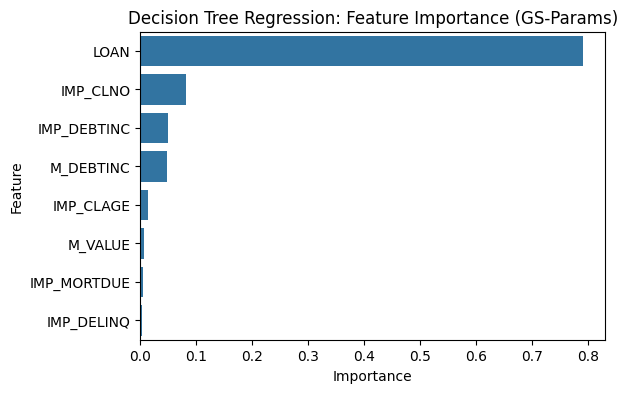 Decision Tree Regression: Feature Importance (GS-Params)
LOAN
IMP_CLNO
IMP_DEBTINC
M_DEBTINC
IMP_CLAGE
M_VALUE
IMP_MORTDUE
IMP_DELINQ
Feature
0.0 0.1 0.2 0.3 0.4 0.5 0.6 0.7 0.8
Importance